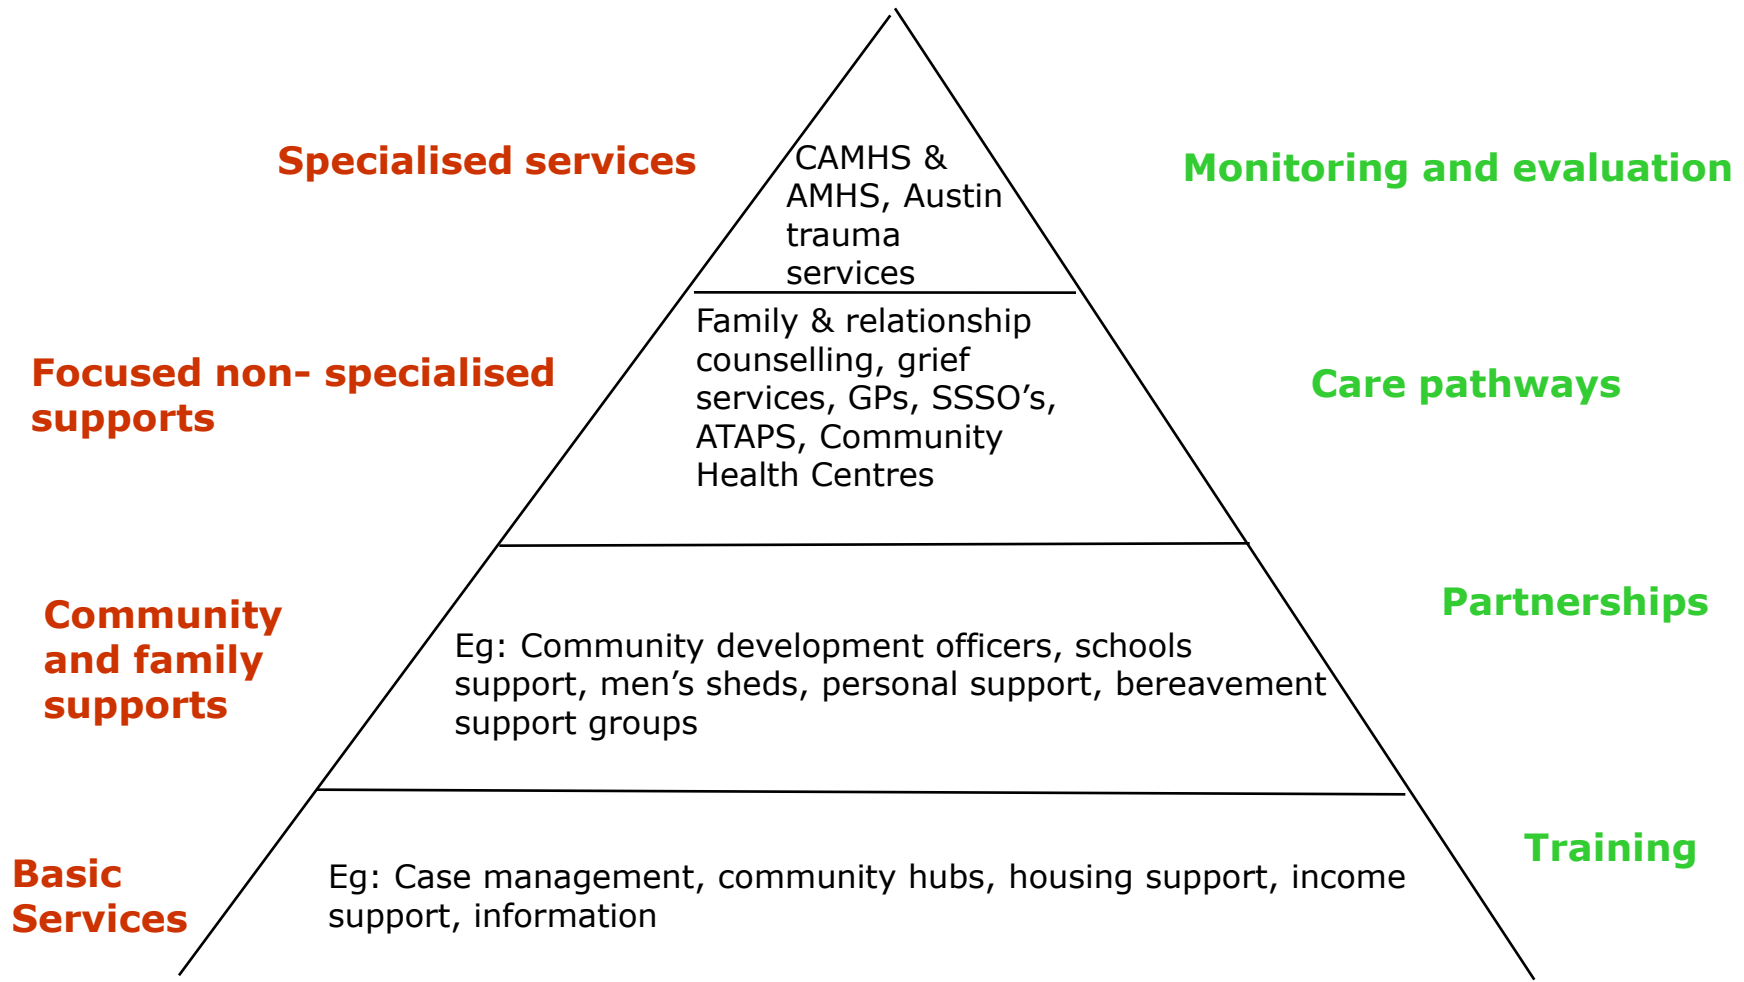 Specialised services
CAMHS &
AMHS, Austin
trauma
services
Monitoring and evaluation
Focused non- specialised
supports
Family & relationship
counselling, grief
services, GPs, SSSO’s,
ATAPS, Community
Health Centres
Care pathways
Community
and family
supports
Eg: Community development officers, schools
support, men’s sheds, personal support, bereavement
support groups
Partnerships
Basic
Services
Eg: Case management, community hubs, housing support, income
support, information
Training